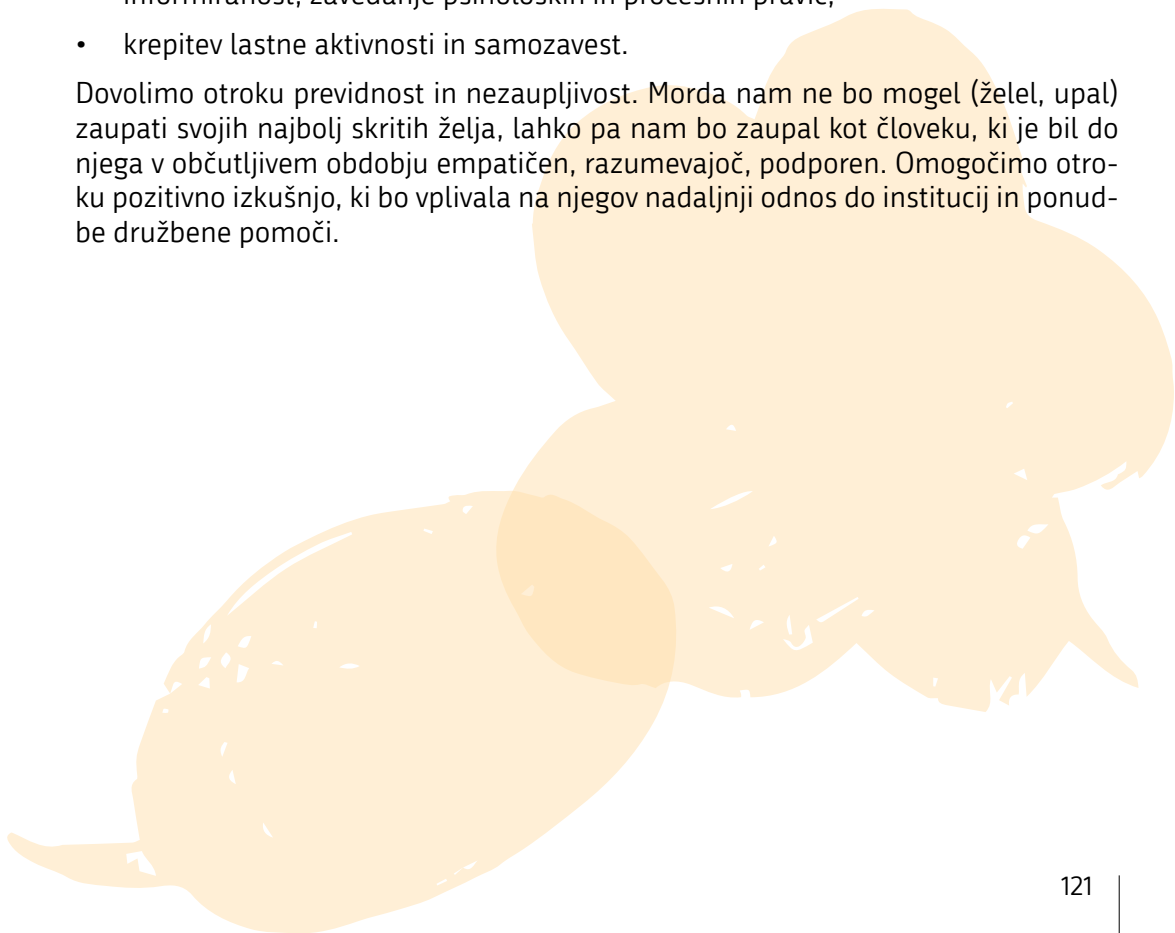 informiranost, zavedanje psiholoških in procesnih pravic,
• krepitev lastne aktivnosti in samozavest.
Dovolimo otroku previdnost in nezaupljivost. Morda nam ne bo mogel (želel, upal)
zaupati svojih najbolj skritih želja, lahko pa nam bo zaupal kot človeku, ki je bil do
njega v občutljivem obdobju empatičen, razumevajoč, podporen. Omogočimo otro-
ku pozitivno izkušnjo, ki bo vplivala na njegov nadaljnji odnos do institucij in ponud-
be družbene pomoči.
121